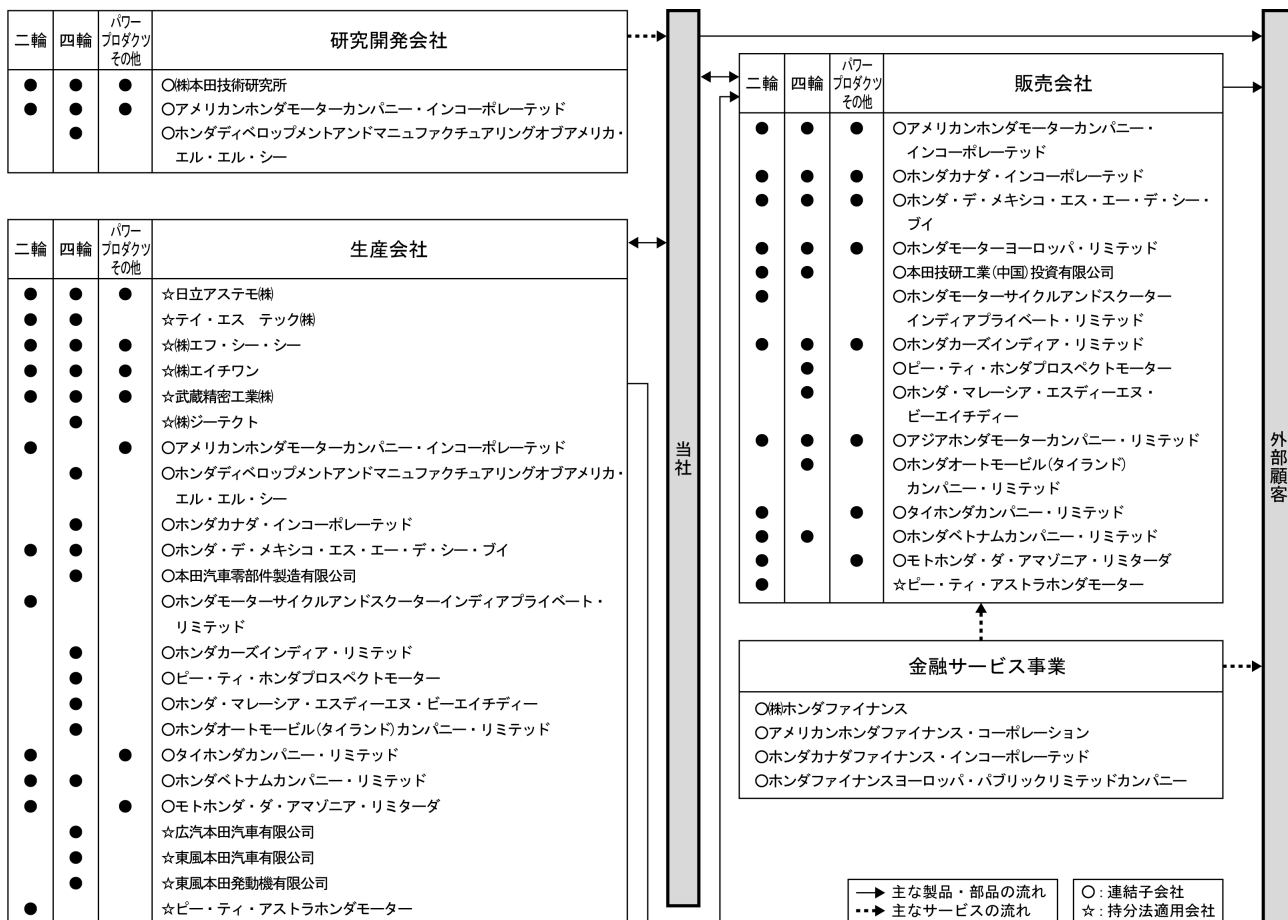 二輪 四輪 パワー
プロダクツ
その他 研究開発会社
● ● ● ○㈱本田技術研究所
● ● ● ○アメリカンホンダモーターカンパニー・インコーポレーテッド
● ○ホンダディベロップメントアンドマニュファクチュアリングオブアメリカ・
エル・エル・シー
二輪 四輪 パワー
プロダクツ
その他 生産会社
● ● ● ☆日立アステモ㈱
● ● ☆テイ・エス　テック㈱
● ● ● ☆㈱エフ・シー・シー
● ● ● ☆㈱エイチワン
● ● ● ☆武蔵精密工業㈱
● ☆㈱ジーテクト
● ● ○アメリカンホンダモーターカンパニー・インコーポレーテッド
● ○ホンダディベロップメントアンドマニュファクチュアリングオブアメリカ・
エル・エル・シー
● ○ホンダカナダ・インコーポレーテッド
● ● ○ホンダ・デ・メキシコ・エス・エー・デ・シー・ブイ
● ○本田汽車零部件製造有限公司
● ○ホンダモーターサイクルアンドスクーターインディアプライベート・
リミテッド
● ○ホンダカーズインディア・リミテッド
● ○ピー・ティ・ホンダプロスペクトモーター
● ○ホンダ・マレーシア・エスディーエヌ・ビーエイチディー
● ○ホンダオートモービル(タイランド)カンパニー・リミテッド
● ● ○タイホンダカンパニー・リミテッド
● ● ○ホンダベトナムカンパニー・リミテッド
● ● ○モトホンダ・ダ・アマゾニア・リミターダ
● ☆広汽本田汽車有限公司
● ☆東風本田汽車有限公司
● ☆東風本田発動機有限公司
● ☆ピー・ティ・アストラホンダモーター
当社
二輪 四輪 パワー
プロダクツ
その他 販売会社
● ● ● ○アメリカンホンダモーターカンパニー・
インコーポレーテッド
● ● ● ○ホンダカナダ・インコーポレーテッド
● ● ● ○ホンダ・デ・メキシコ・エス・エー・デ・シー・
ブイ
● ● ● ○ホンダモーターヨーロッパ・リミテッド
● ● ○本田技研工業(中国)投資有限公司
● ○ホンダモーターサイクルアンドスクーター
インディアプライベート・リミテッド
● ● ● ○ホンダカーズインディア・リミテッド
● ○ピー・ティ・ホンダプロスペクトモーター
● ○ホンダ・マレーシア・エスディーエヌ・
ビーエイチディー
● ● ● ○アジアホンダモーターカンパニー・リミテッド
● ○ホンダオートモービル(タイランド)
カンパニー・リミテッド
● ● ○タイホンダカンパニー・リミテッド
● ● ○ホンダベトナムカンパニー・リミテッド
● ● ○モトホンダ・ダ・アマゾニア・リミターダ
● ☆ピー・ティ・アストラホンダモーター
金融サービス事業
○㈱ホンダファイナンス
○アメリカンホンダファイナンス・コーポレーション
○ホンダカナダファイナンス・インコーポレーテッド
○ホンダファイナンスヨーロッパ・パブリックリミテッドカンパニー
外部顧客
主な製品・部品の流れ
主なサービスの流れ
○：連結子会社
☆：持分法適用会社